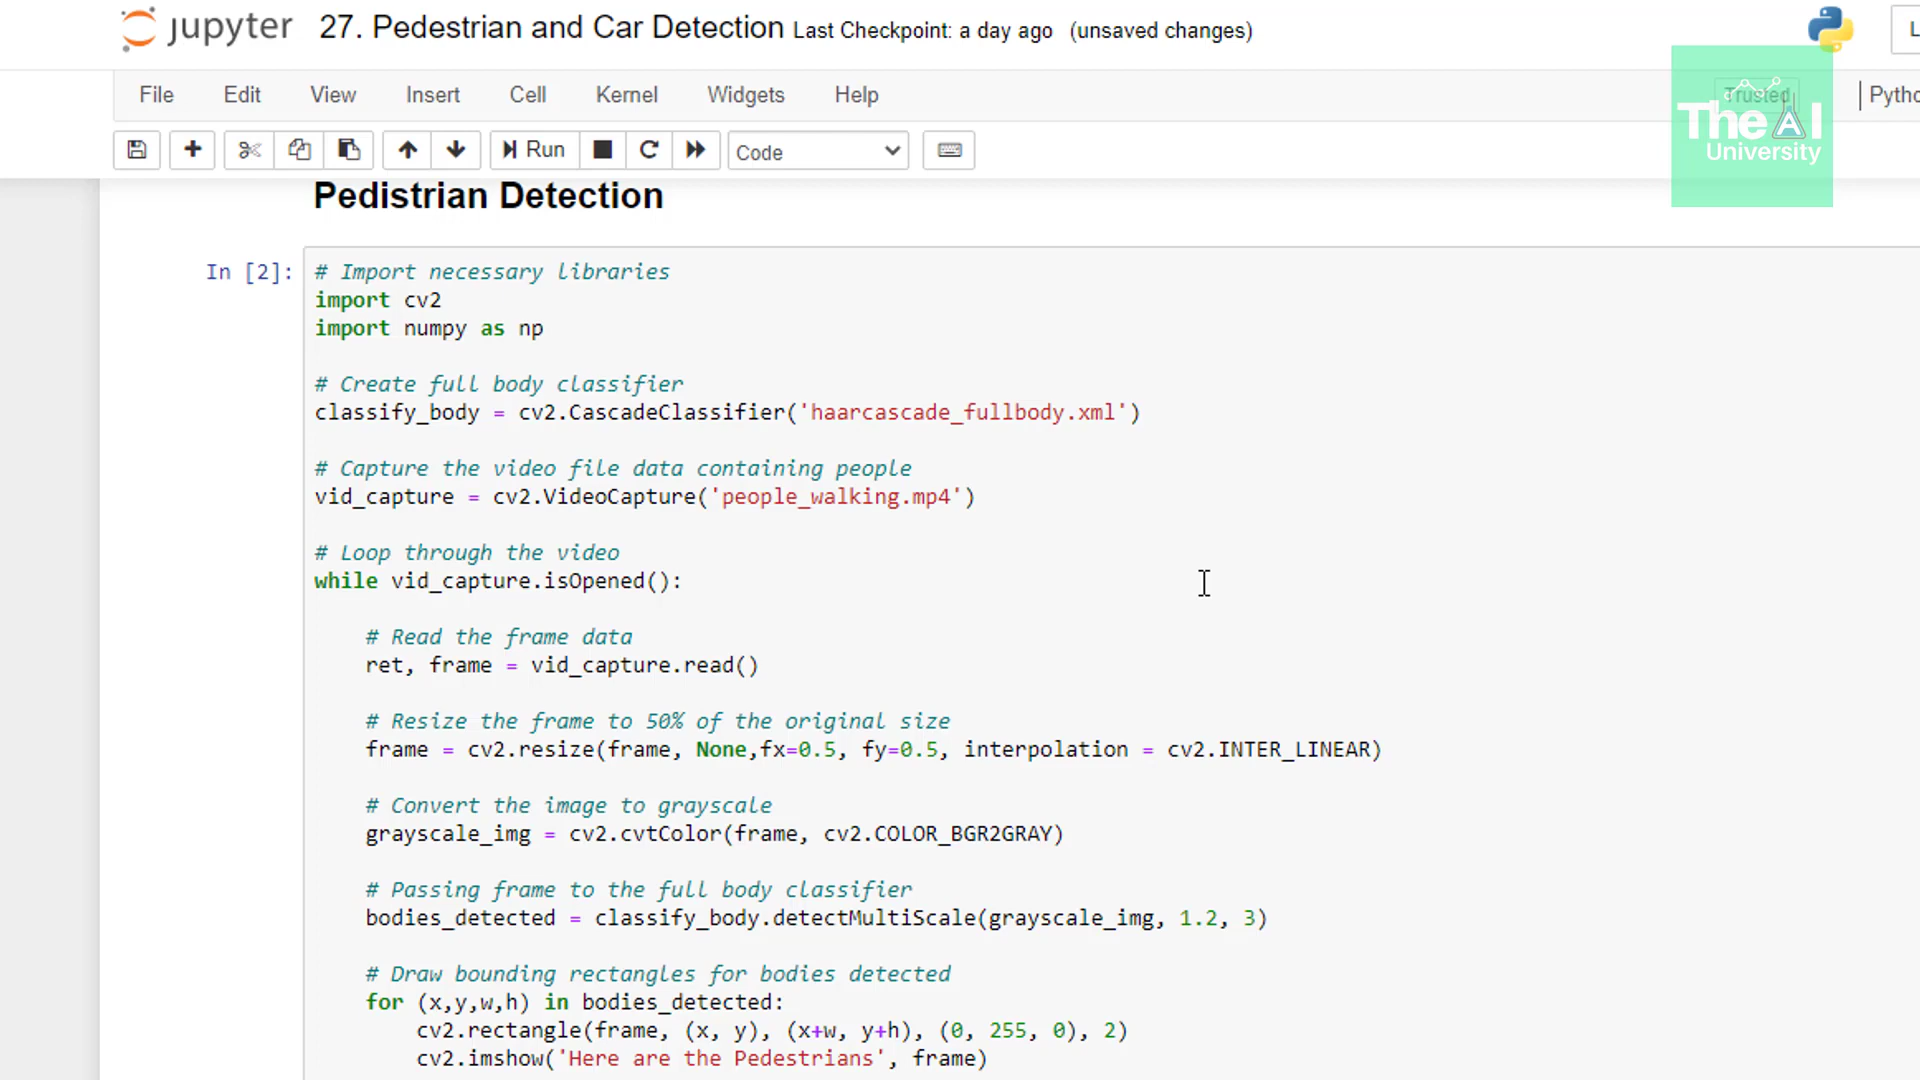 jupyter 27. Pedestrian and Car Detection Last Checkpoint: a day ago (unsaved changes)
File Edit View Insert Cell Kernel Widgets Help Trusted
The AI
University
Run Code
Pedistrian Detection
In [2]: # Import necessary libraries
import cv2
import numpy as np
# Create full body classifier
classify_body = cv2.CascadeClassifier('haarcascade_fullbody.xml')
# Capture the video file data containing people
vid_capture = cv2.VideoCapture('people_walking.mp4')
# Loop through the video
while vid_capture.isOpened():
# Read the frame data
ret, frame = vid_capture.read()
# Resize the frame to 50% of the original size
frame = cv2.resize(frame, None,fx=0.5, fy=0.5, interpolation = cv2.INTER_LINEAR)
# Convert the image to grayscale
grayscale_img = cv2.cvtColor(frame, cv2.COLOR_BGR2GRAY)
# Passing frame to the full body classifier
bodies_detected = classify_body.detectMultiScale(grayscale_img, 1.2, 3)
# Draw bounding rectangles for bodies detected
for (x,y,w,h) in bodies_detected:
cv2.rectangle(frame, (x, y), (x+w, y+h), (0, 255, 0), 2)
cv2.imshow('Here are the Pedestrians', frame)